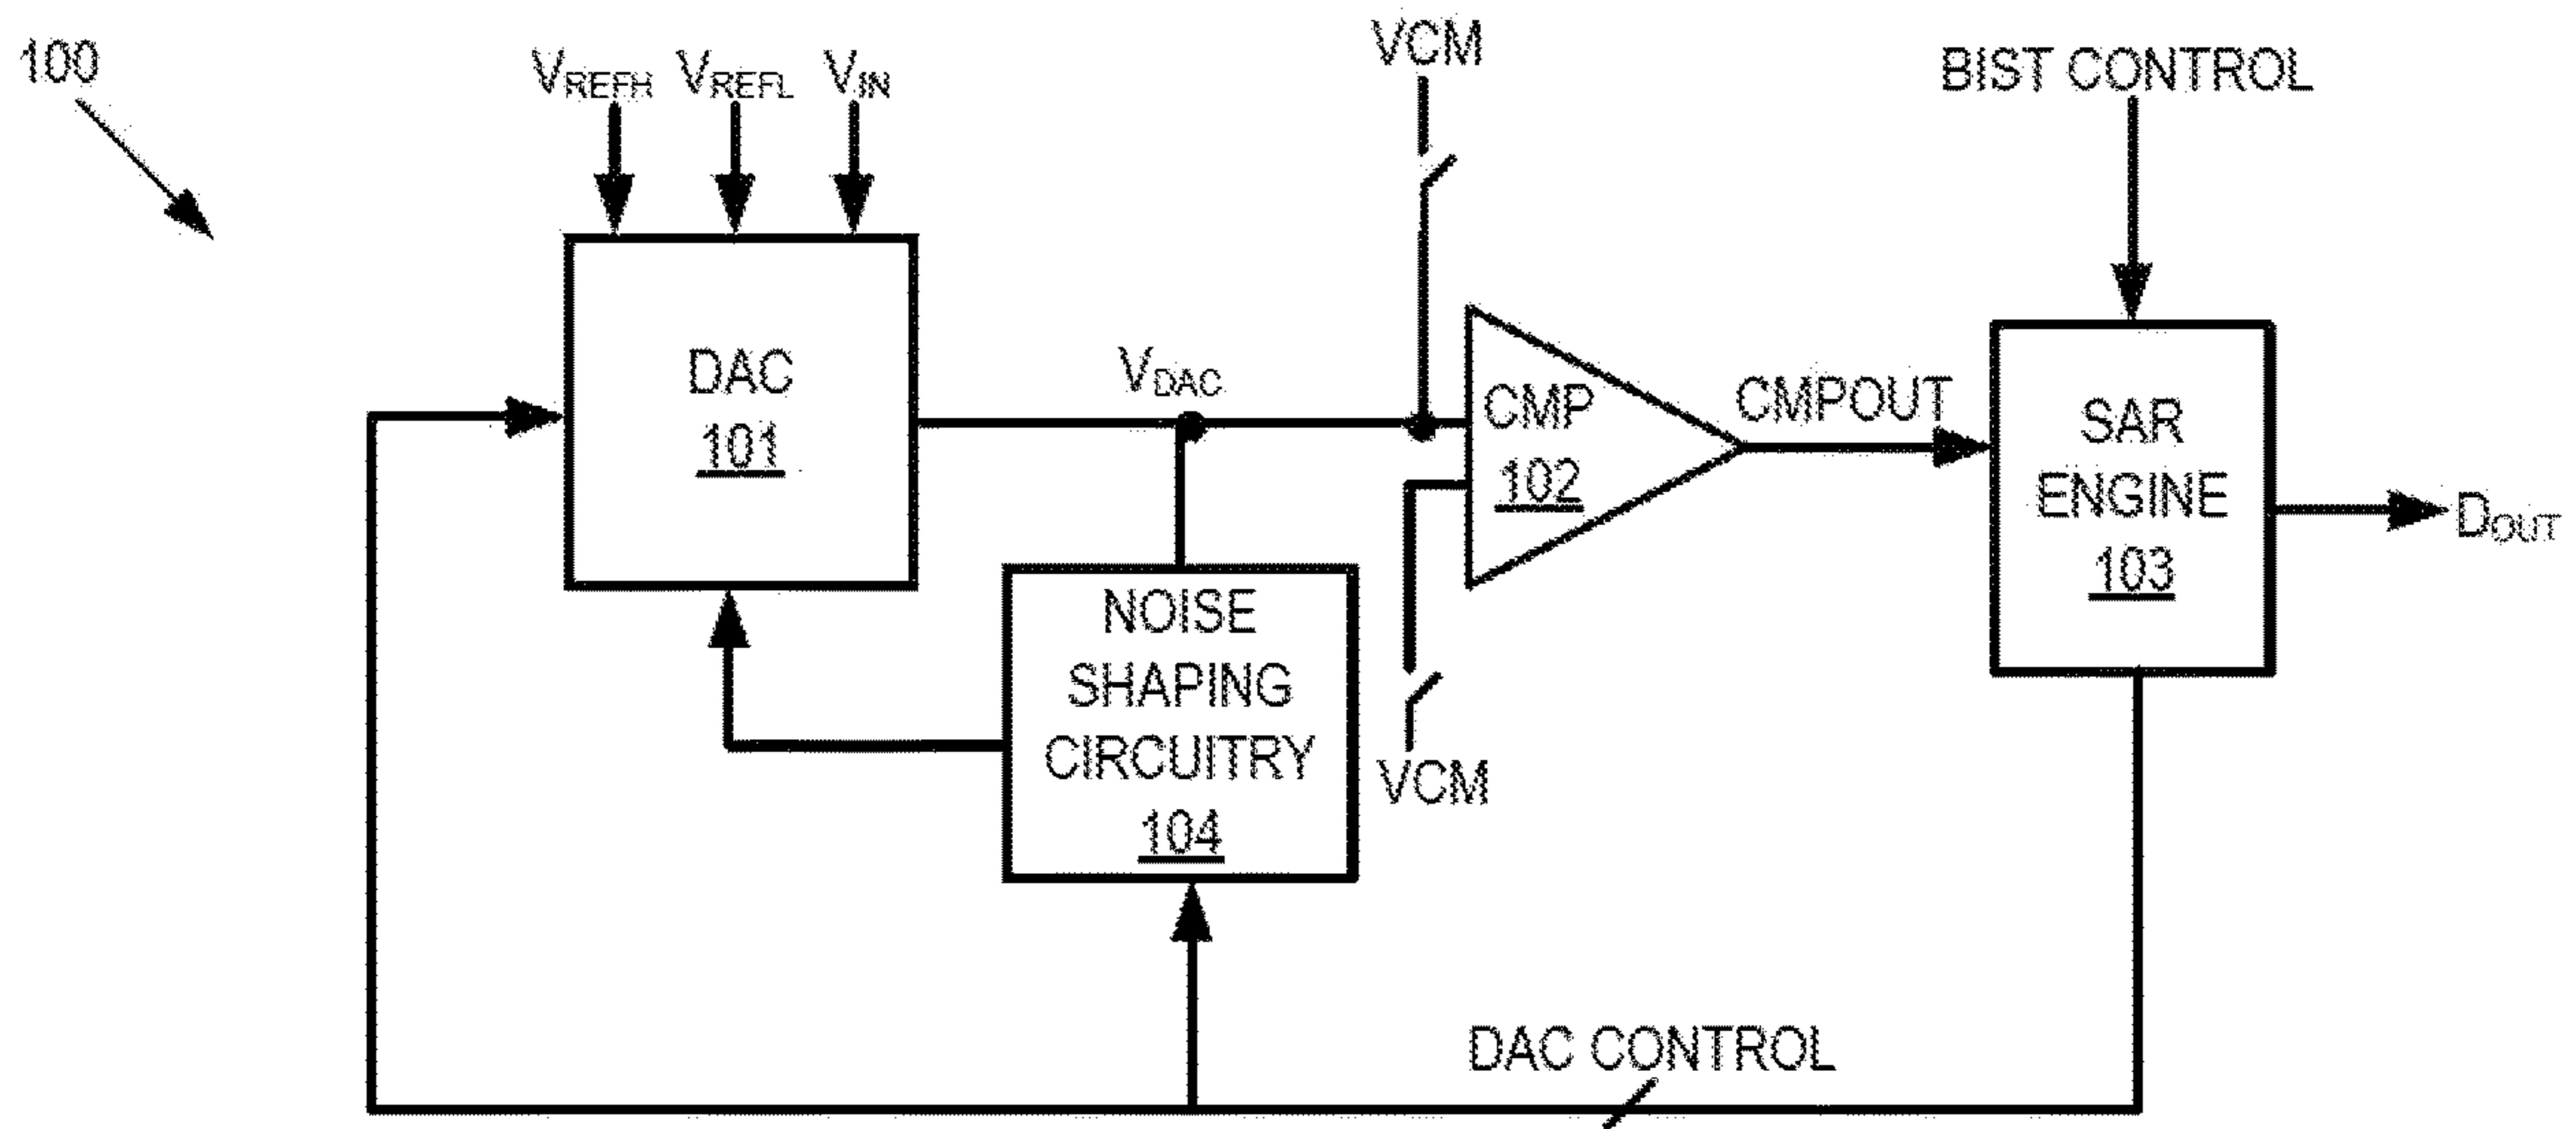 100
VREFH VREFL VIN
VCM
BIST CONTROL
DAC
101
VDAC
CMP
102
CMPOUT
SAR
ENGINE
103
DOUT
NOISE
SHAPING
CIRCUITRY
104
VCM
DAC CONTROL